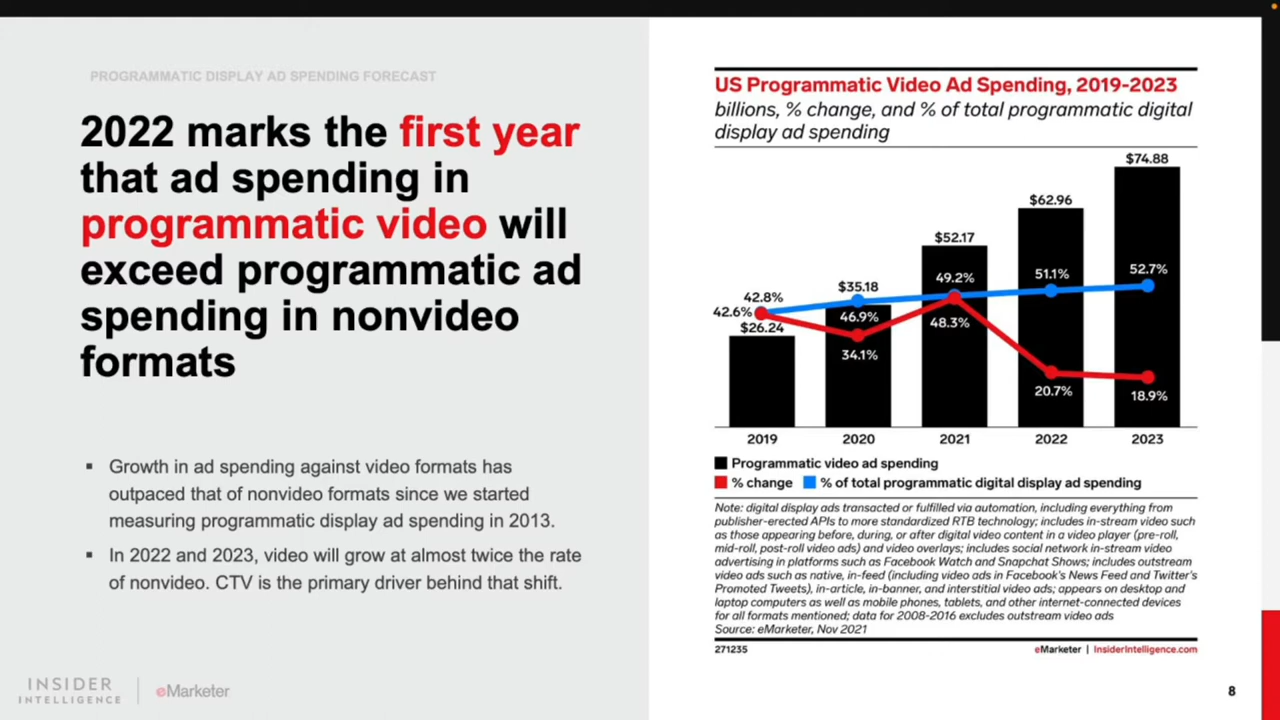 PROGRAMMATIC DISPLAY AD SPENDING FORECAST
2022 marks the first year
that ad spending in
programmatic video will
exceed programmatic ad
spending in nonvideo
formats
▪ Growth in ad spending against video formats has
outpaced that of nonvideo formats since we started
measuring programmatic display ad spending in 2013.
▪ In 2022 and 2023, video will grow at almost twice the rate
of nonvideo. CTV is the primary driver behind that shift.
INSIDER
INTELLIGENCE
eMarketer
US Programmatic Video Ad Spending, 2019-2023
billions, % change, and % of total programmatic digital
display ad spending
$74.88
$62.96
$52.17
$35.18
$26.24
42.8%
46.9%
49.2%
51.1%
52.7%
42.6%
34.1%
48.3%
20.7%
18.9%
2019 2020 2021 2022 2023
Programmatic video ad spending
% change % of total programmatic digital display ad spending
Note: digital display ads transacted or fulfilled via automation, including everything from
publisher-erected APIs to more standardized RTB technology; includes in-stream video such
as those appearing before, during, or after digital video content in a video player (pre-roll,
mid-roll, post-roll video ads) and video overlays; includes social network in-stream video
advertising in platforms such as Facebook Watch and Snapchat Shows; includes outstream
video ads such as native, in-feed (including video ads in Facebook's News Feed and Twitter's
Promoted Tweets), in-article, in-banner, and interstitial video ads; appears on desktop and
laptop computers as well as mobile phones, tablets, and other internet-connected devices
for all formats mentioned; data for 2008-2016 excludes outstream video ads
Source: eMarketer, Nov 2021
271235 eMarketer | InsiderIntelligence.com
8